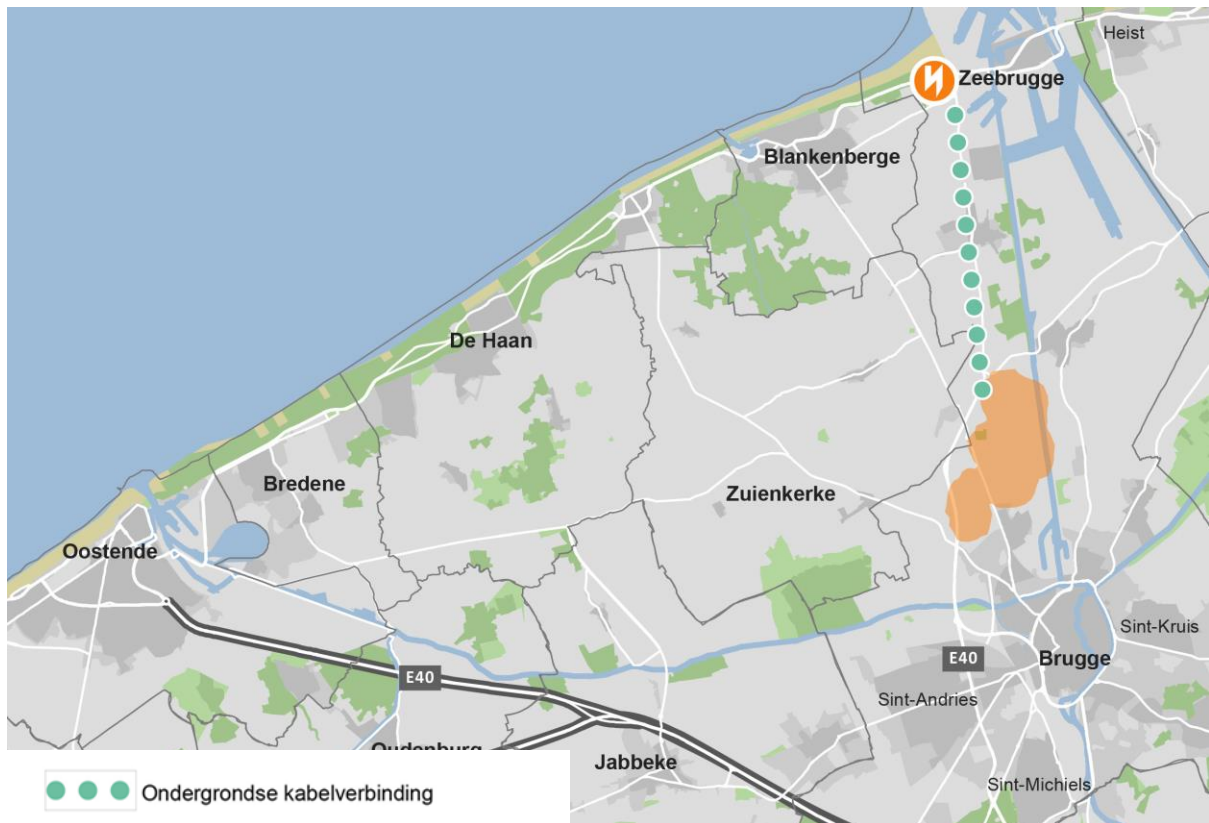 Heist
Zeebrugge
Blankenberge
De Haan
Bredene
Zuienkerke
Oostende
Sint-Kruis
E40
Brugge
E40
Sint-Andries
Oudenburg
Jabbeke
Sint-Michiels
Ondergrondse kabelverbinding